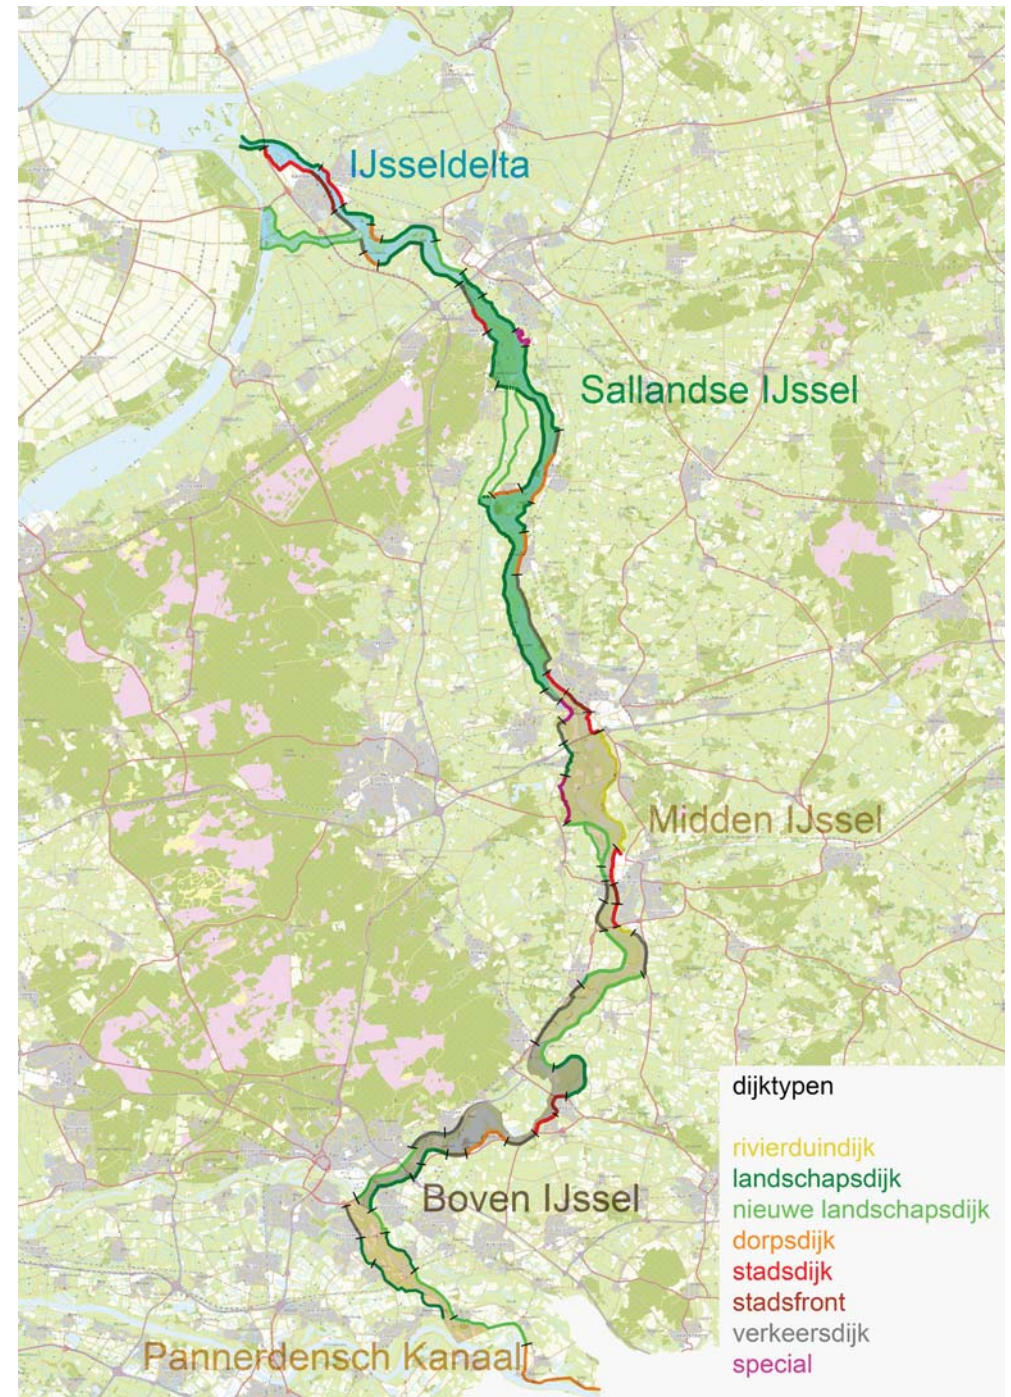 IJsseldelta
Sallandse IJssel
Midden IJssel
Boven IJssel
Pannerdensch Kanaal
dijktypen
rivierduindijk
landschapsdijk
nieuwe landschapsdijk
dorpsdijk
stadsdijk
stadsfront
verkeersdijk
special